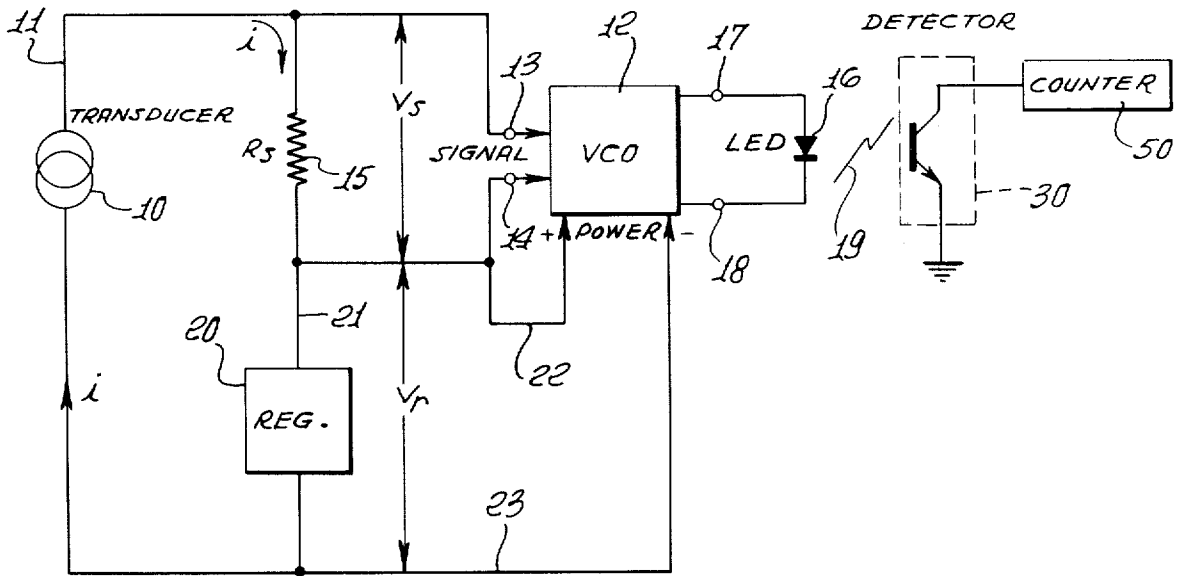 11
i
12
17
DETECTOR
13
Vs
16
COUNTER
TRANSDUCER
Rs
15
SIGNAL
VCO
LED
50
10
14
+ POWER -
18
19
30
20
21
22
i
REG.
Vr
23